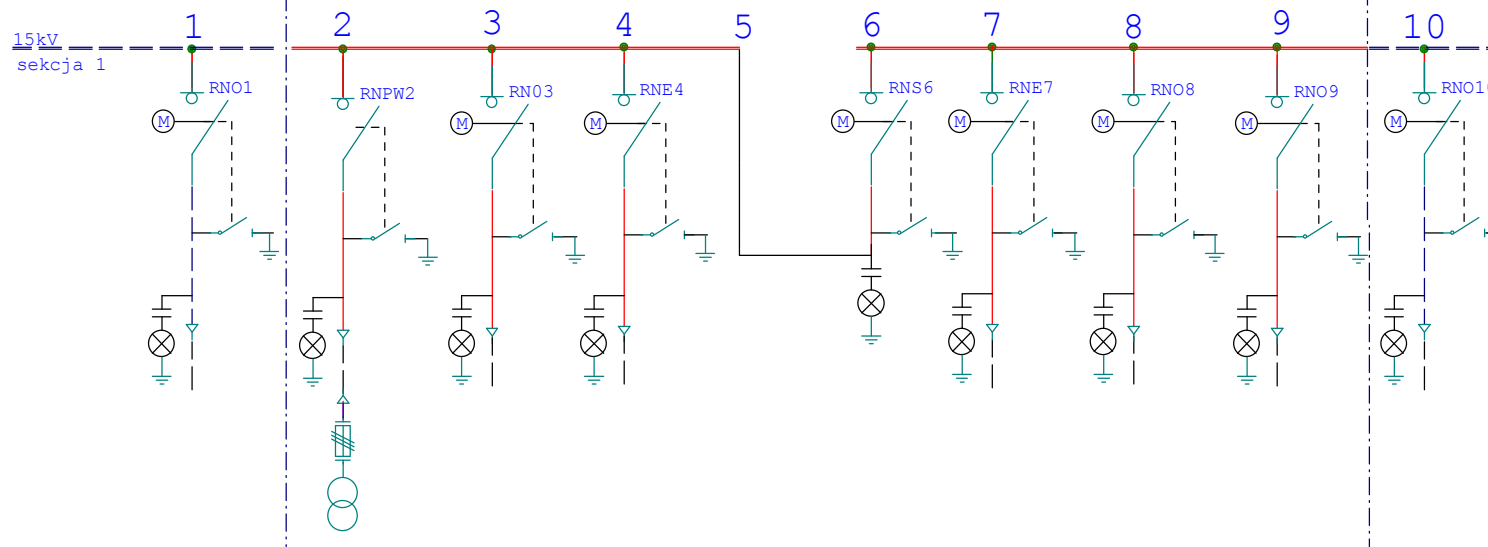 1 2 3 4 5 6 7 8 9 10
15kV
sekcja 1
RNO1 RNPW2 RN03 RNE4 RNS6 RNE7 RNO8 RNO9 RNO10
M M M M M M M M